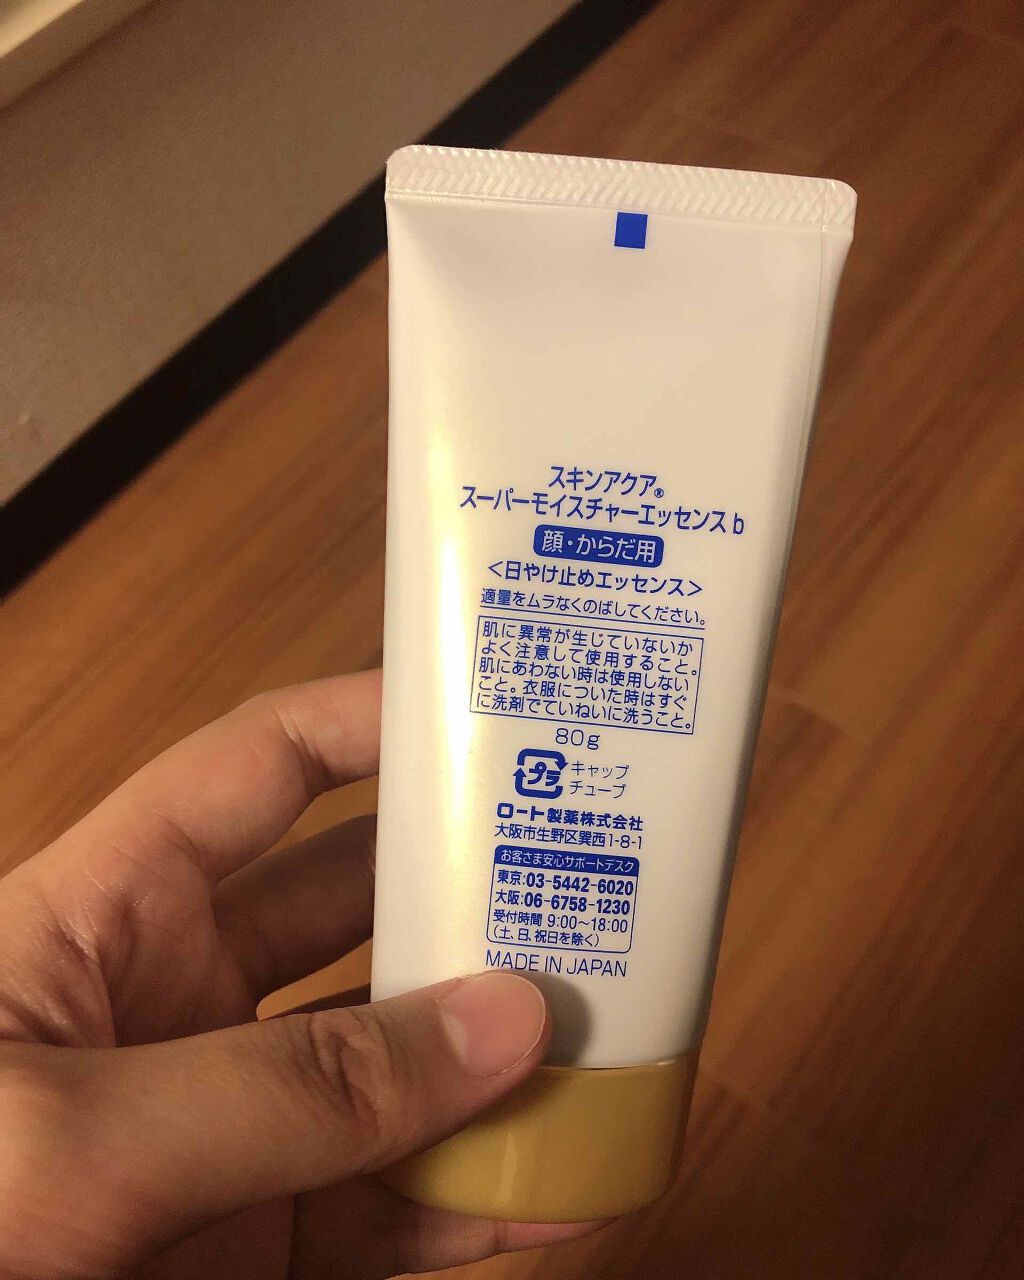 スキンアクア®
スーパーモイスチャーエッセンスb
顔・からだ用
<日やけ止めエッセンス>
適量をムラなくのばしてください。
肌に異常が生じていないか
よく注意して使用すること。
肌にあわない時は使用しない
こと。衣服についた時はすぐ
に洗剤でていねいに洗うこと。
80g
プラ キャップ
チューブ
ロート製薬株式会社
大阪市生野区巽西1-8-1
お客さま安心サポートデスク
東京:03-5442-6020
大阪:06-6758-1230
受付時間 9:00〜18:00
(土、日、祝日を除く)
MADE IN JAPAN